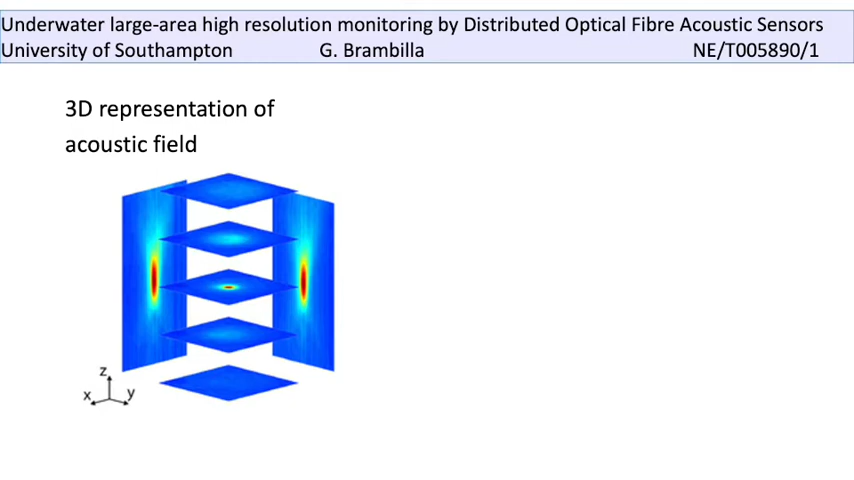 Underwater large-area high resolution monitoring by Distributed Optical Fibre Acoustic Sensors
University of Southampton G. Brambilla NE/T005890/1
3D representation of
acoustic field
z
x y